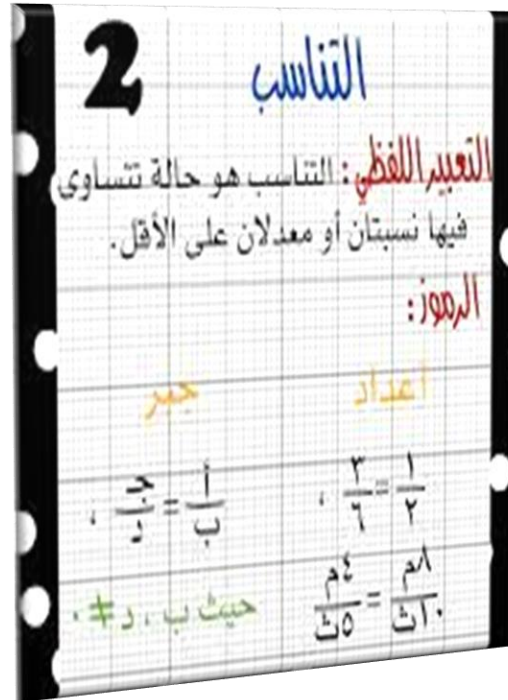 2
التناسب
التعبير اللفظي: التناسب هو حالة تتساوى
فيها نسبتان أو معدلان على الأقل.
الرموز:
أعداد جبر
١/٢ = ٣/٦ ، أ/ب = جـ/د ،
٨م/١٠ث = ٤م/٥ث حيث ب ، د ≠ ٠